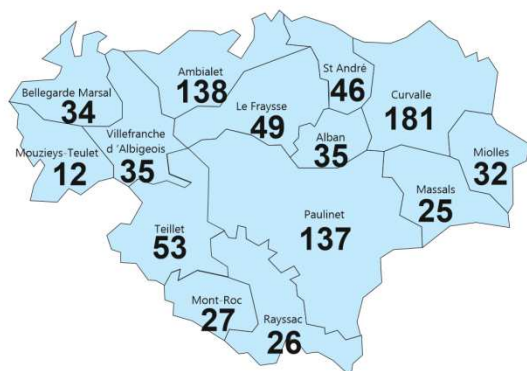 St André
46
Ambialet
138
Curvalle
181
Bellegarde Marsal
34
Le Fraysse
49
Villefranche
d 'Albigeois
35
Alban
35
Mouzieys-Teulet
12
Miolles
32
Massals
25
Paulinet
137
Teillet
53
Mont-Roc
27
Rayssac
26